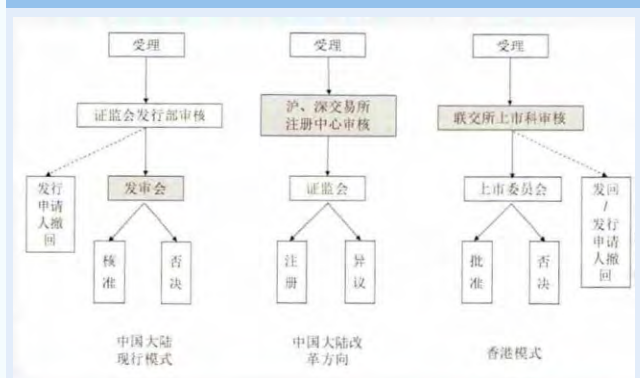 受理
证监会发行部审核
发行
申请
人撤
回
发审会
核
准
否
决
中国大陆
现行模式
受理
沪、深交易所
注册中心审核
证监会
注
册
异
议
中国大陆改
革方向
受理
联交所上市科审核
上市委员会
发回
/
发行
申请
人撤
回
批
准
否
决
香港模式